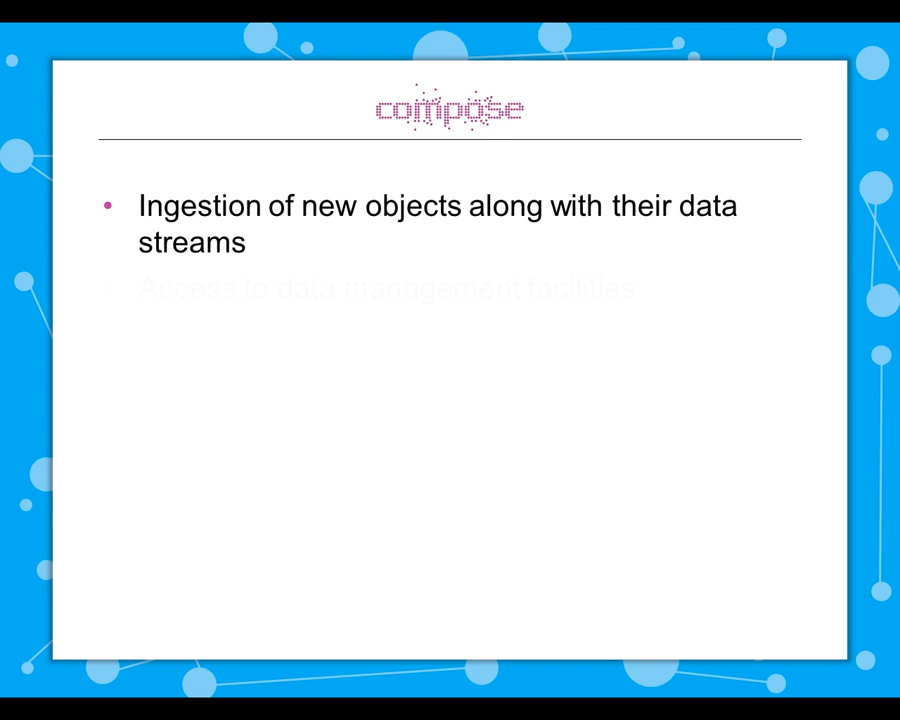 compose
• Ingestion of new objects along with their data
streams
• Access to data management facilities